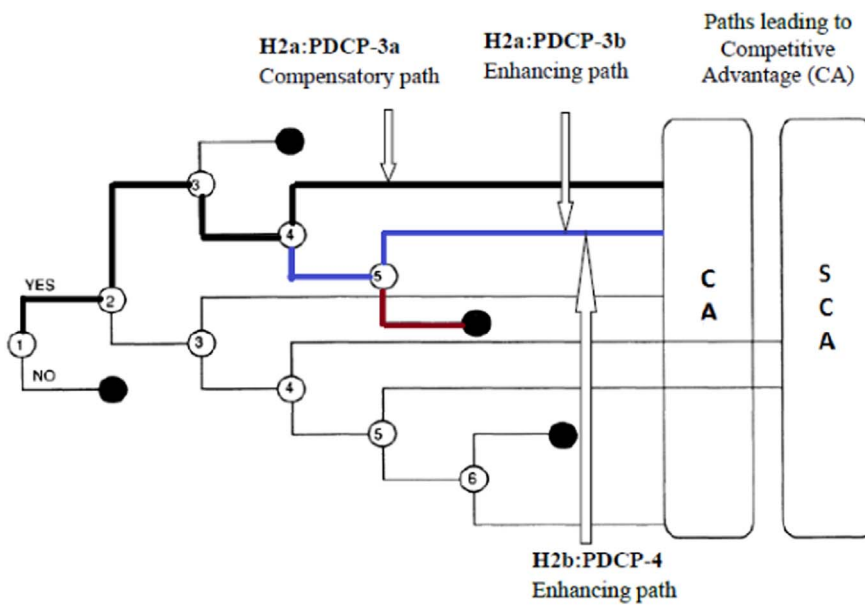 H2a:PDCP-3a
Compensatory path
H2a:PDCP-3b
Enhancing path
Paths leading to
Competitive
Advantage (CA)
3
4
5
YES
2
1
NO
3
4
5
6
C
A
S
C
A
H2b:PDCP-4
Enhancing path